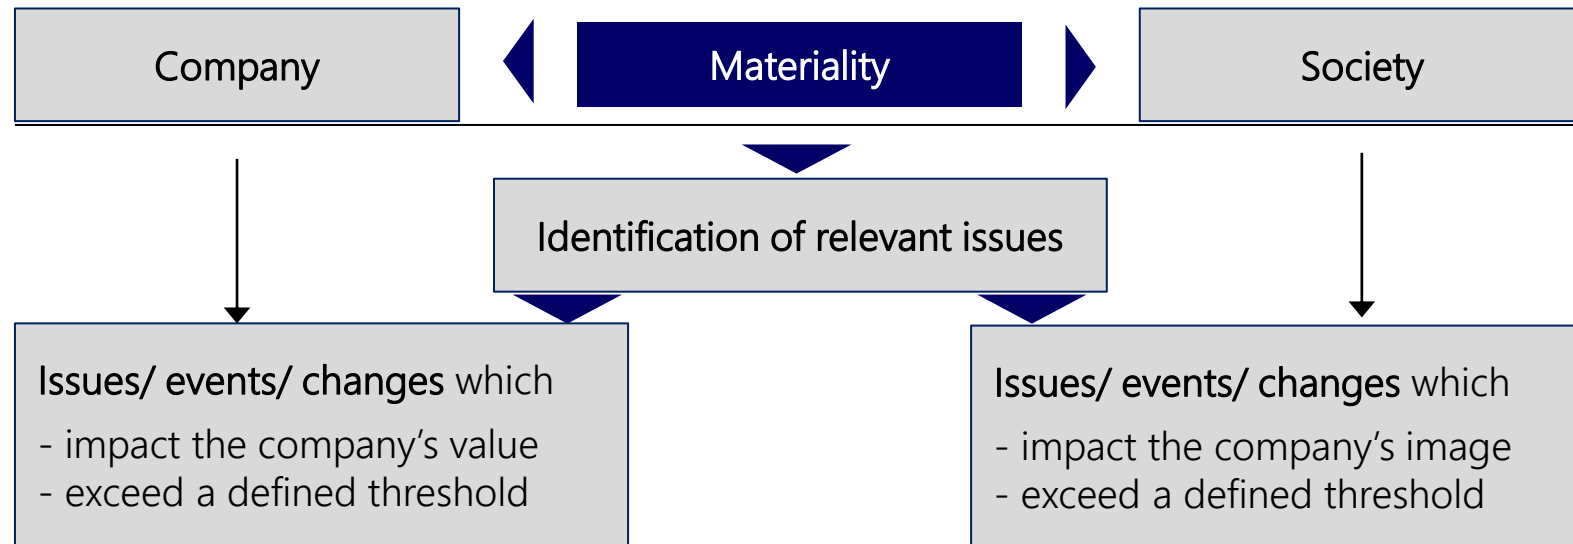 Company
Materiality
Society
Identification of relevant issues
Issues/ events/ changes which
- impact the company’s value
- exceed a defined threshold
Issues/ events/ changes which
- impact the company’s image
- exceed a defined threshold